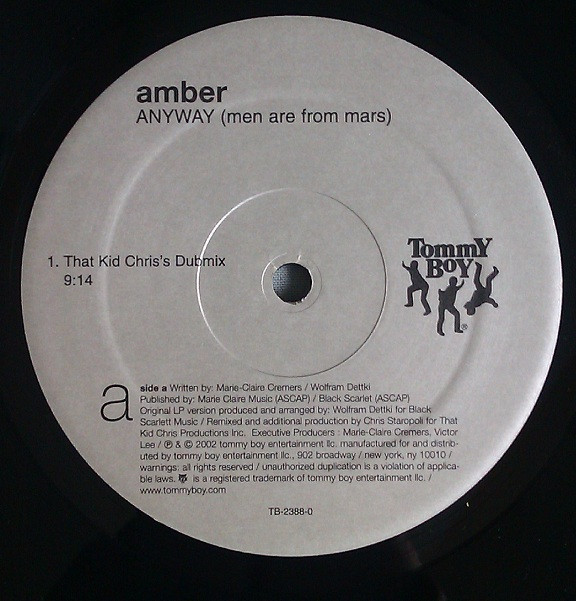 amber
ANYWAY (men are from mars)
1. That Kid Chris's Dubmix
9:14
TommY
BoY
®
a
side a Written by: Marie-Claire Cremers / Wolfram Dettki
Published by: Marie Claire Music (ASCAP) / Black Scarlet (ASCAP)
Original LP version produced and arranged by: Wolfram Dettki for Black
Scarlett Music / Remixed and additional production by Chris Staropoli for That
Kid Chris Productions Inc. Executive Producers : Marie-Claire Cremers, Victor
Lee / ℗ & © 2002 tommy boy entertainment llc. manufactured for and distrib-
uted by tommy boy entertainment llc., 902 broadway / new york, ny 10010 /
warnings: all rights reserved / unauthorized duplication is a violation of applica-
ble laws. is a registered trademark of tommy boy entertainment llc. /
www.tommyboy.com
TB-2388-0